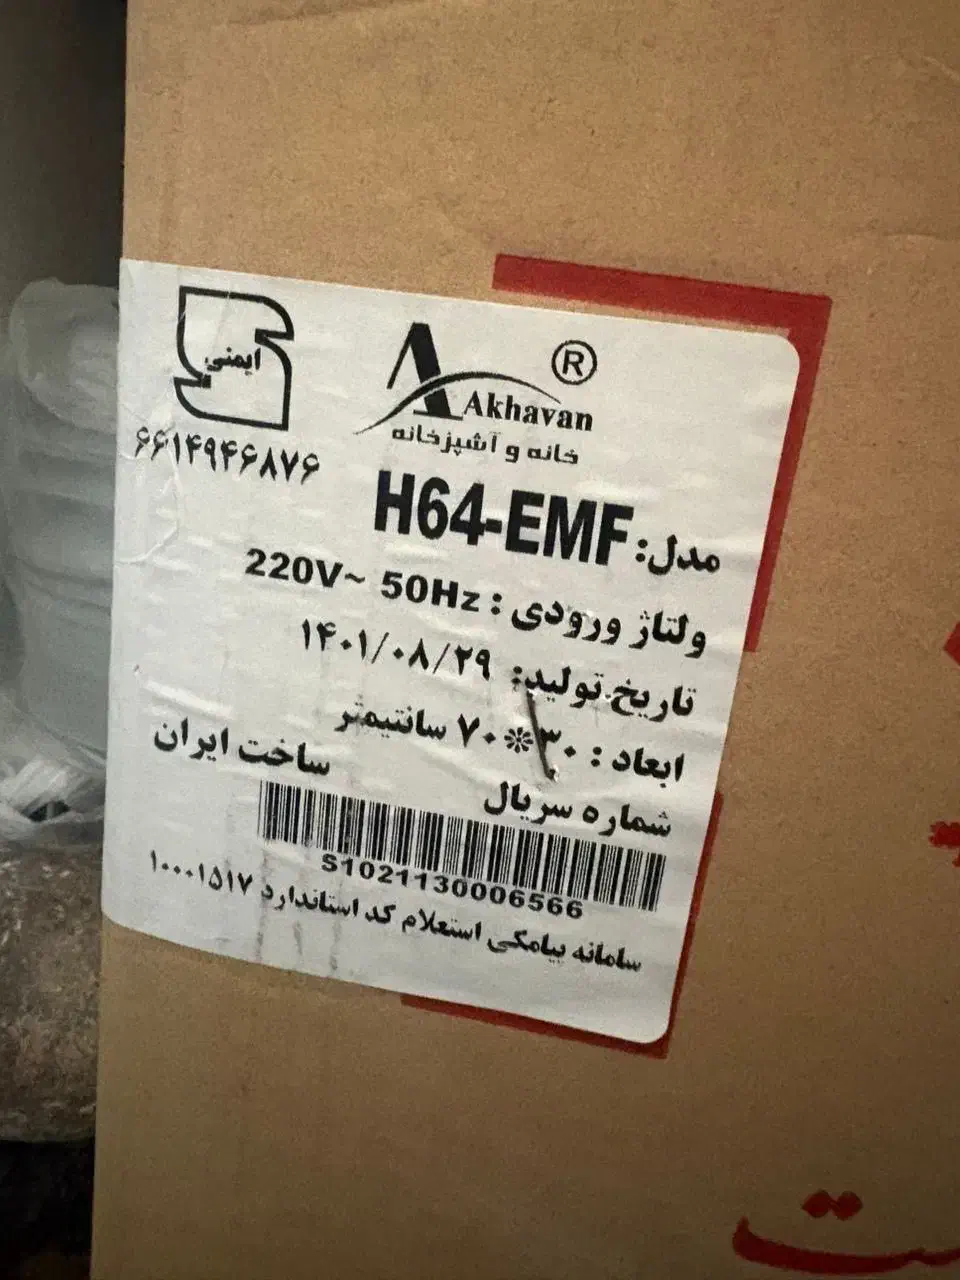 ایمنی
۶۶۱۴۹۴۶۸۷۶
Akhavan ®
خانه و آشپزخانه
مدل: H64-EMF
ولتاژ ورودی : 220V~ 50Hz
تاریخ تولید: ۱۴۰۱/۰۸/۲۹
ابعاد : ۳۰*۷۰ سانتیمتر
شماره سریال
ساخت ایران
S1021130006566
سامانه پیامکی استعلام کد استاندارد ۱۰۰۰۱۵۱۷